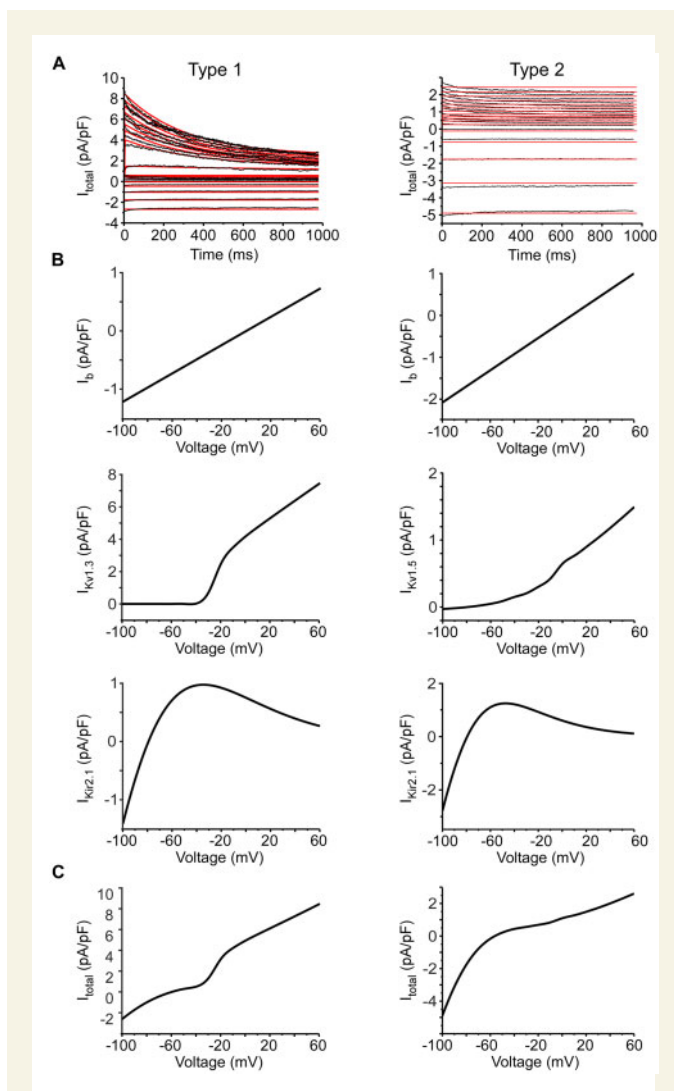 A
Type 1
Type 2
I_total (pA/pF)
10
8
6
4
2
0
-2
-4
0 200 400 600 800 1000
Time (ms)
I_total (pA/pF)
2
1
0
-1
-2
-3
-4
-5
0 200 400 600 800 1000
Time (ms)
B
I_b (pA/pF)
1
0
-1
-100 -60 -20 20 60
Voltage (mV)
I_b (pA/pF)
1
0
-1
-2
-100 -60 -20 20 60
Voltage (mV)
I_Kv1.3 (pA/pF)
8
6
4
2
0
-100 -60 -20 20 60
Voltage (mV)
I_Kv1.5 (pA/pF)
2
1
0
-100 -60 -20 20 60
Voltage (mV)
I_Kir2.1 (pA/pF)
1
0
-1
-100 -60 -20 20 60
Voltage (mV)
I_Kir2.1 (pA/pF)
2
0
-2
-100 -60 -20 20 60
Voltage (mV)
C
I_total (pA/pF)
10
8
6
4
2
0
-2
-100 -60 -20 20 60
Voltage (mV)
I_total (pA/pF)
2
0
-2
-4
-100 -60 -20 20 60
Voltage (mV)